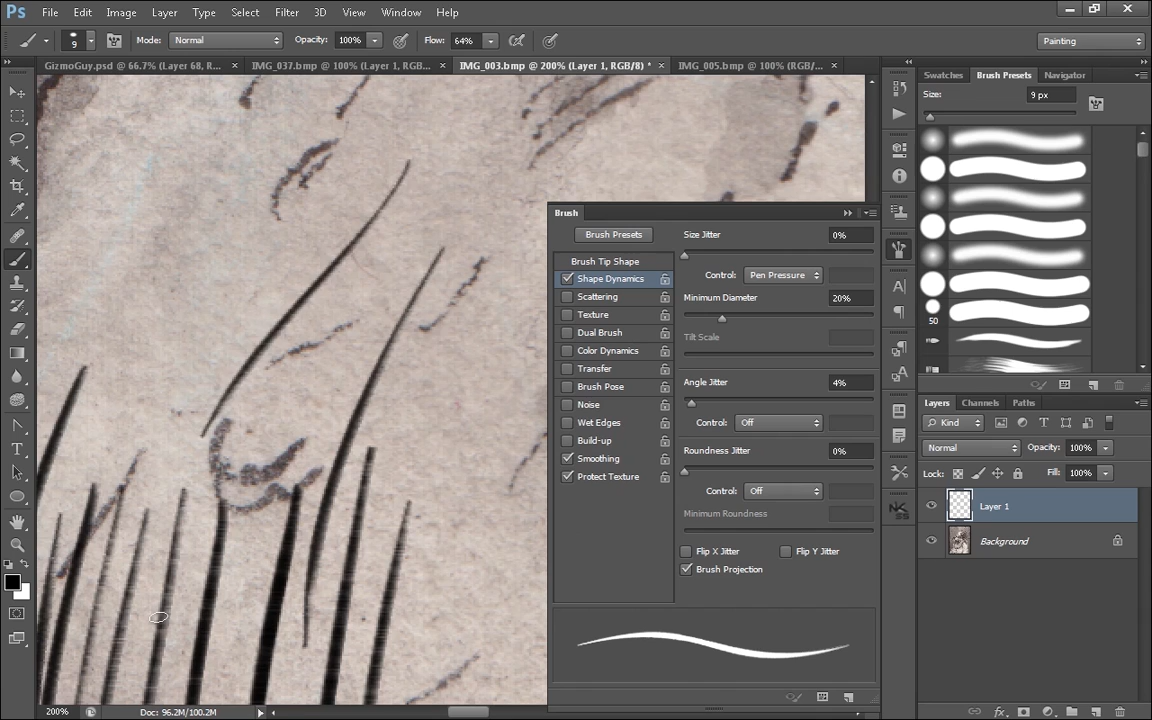 Ps File Edit Image Layer Type Select Filter 3D View Window Help
9 Mode: Normal Opacity: 100% Flow: 64% Painting
GizmoGuy.psd @ 66.7% (Layer 68, R... × IMG_037.bmp @ 100% (Layer 1, RGB/... × IMG_003.bmp @ 200% (Layer 1, RGB/8) * × IMG_005.bmp @ 100% (RGB/... ×
Swatches Brush Presets Navigator
Size: 9 px
50
Brush
Brush Presets
Brush Tip Shape
Shape Dynamics
Scattering
Texture
Dual Brush
Color Dynamics
Transfer
Brush Pose
Noise
Wet Edges
Build-up
Smoothing
Protect Texture
Size Jitter 0%
Control: Pen Pressure
Minimum Diameter 20%
Tilt Scale
Angle Jitter 4%
Control: Off
Roundness Jitter 0%
Control: Off
Minimum Roundness
Flip X Jitter Flip Y Jitter
Brush Projection
Layers Channels Paths
Kind
Normal Opacity: 100%
Lock: Fill: 100%
Layer 1
Background
200% Doc: 96.2M/100.2M